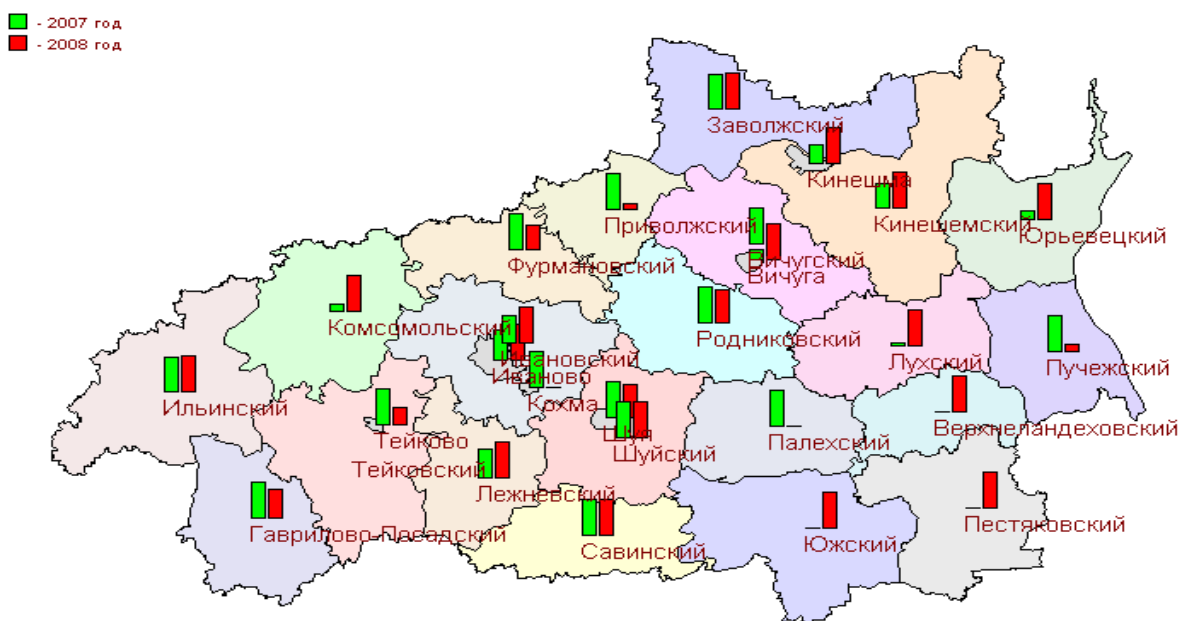 - 2007 год
- 2008 год
Заволжский
Кинешма
Приволжский
Кинешемский
Юрьевецкий
Фурмановский
Вичугский
Вичуга
Комсомольский
Родниковский
Лухский
Ивановский
Пучежский
Иваново
Ильинский
Кохма
Верхнеландеховский
Тейково
Шуя
Палехский
Шуйский
Тейковский
Лежневский
Пестяковский
Гаврилово-Посадский
Савинский
Южский